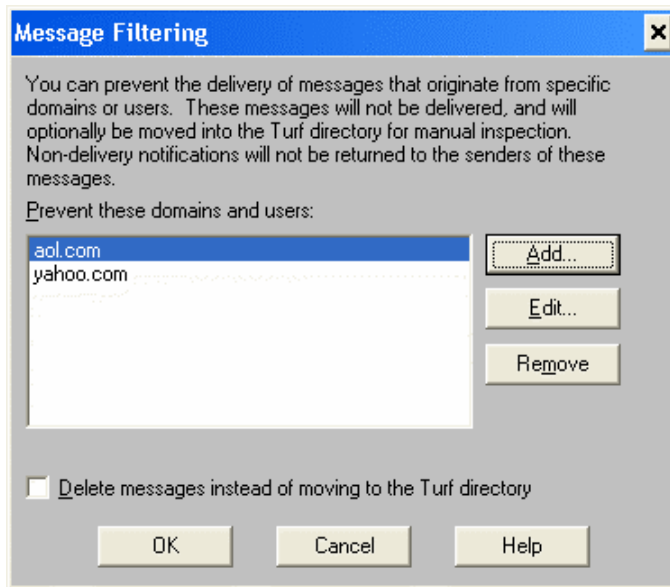 Message Filtering
You can prevent the delivery of messages that originate from specific
domains or users. These messages will not be delivered, and will
optionally be moved into the Turf directory for manual inspection.
Non-delivery notifications will not be returned to the senders of these
messages.
Prevent these domains and users:
aol.com
yahoo.com
Add...
Edit...
Remove
Delete messages instead of moving to the Turf directory
OK
Cancel
Help